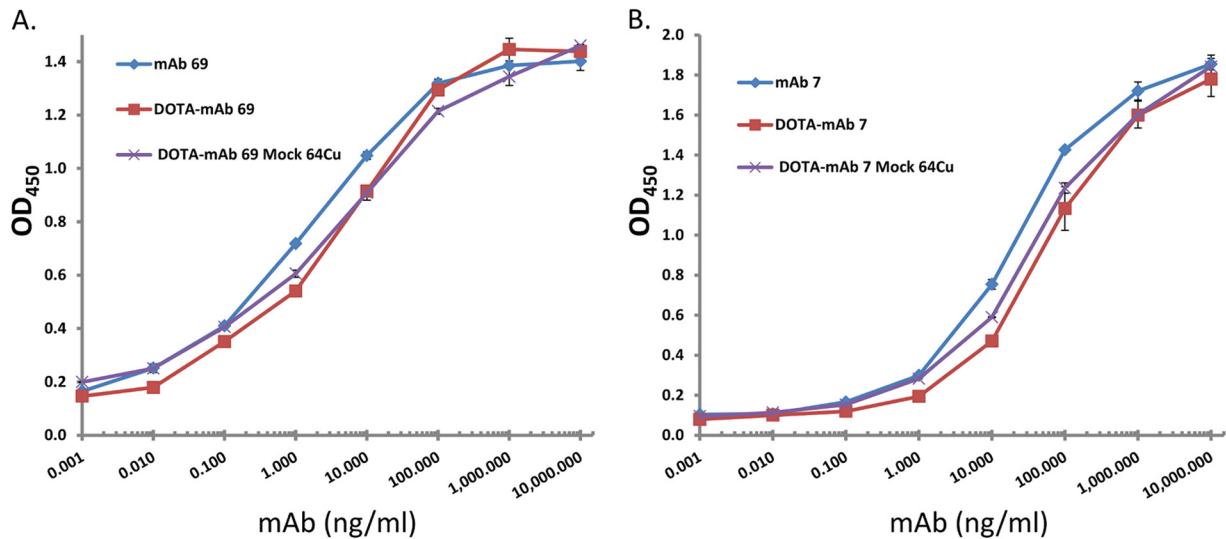 A.
mAb 69
DOTA-mAb 69
DOTA-mAb 69 Mock 64Cu
OD450
1.4
1.2
1.0
0.8
0.6
0.4
0.2
0.0
0.001
0.010
0.100
1.000
10.000
100.000
1,000.000
10,000.000
mAb (ng/ml)
B.
mAb 7
DOTA-mAb 7
DOTA-mAb 7 Mock 64Cu
OD450
2.0
1.8
1.6
1.4
1.2
1.0
0.8
0.6
0.4
0.2
0.0
0.001
0.010
0.100
1.000
10.000
100.000
1,000.000
10,000.000
mAb (ng/ml)